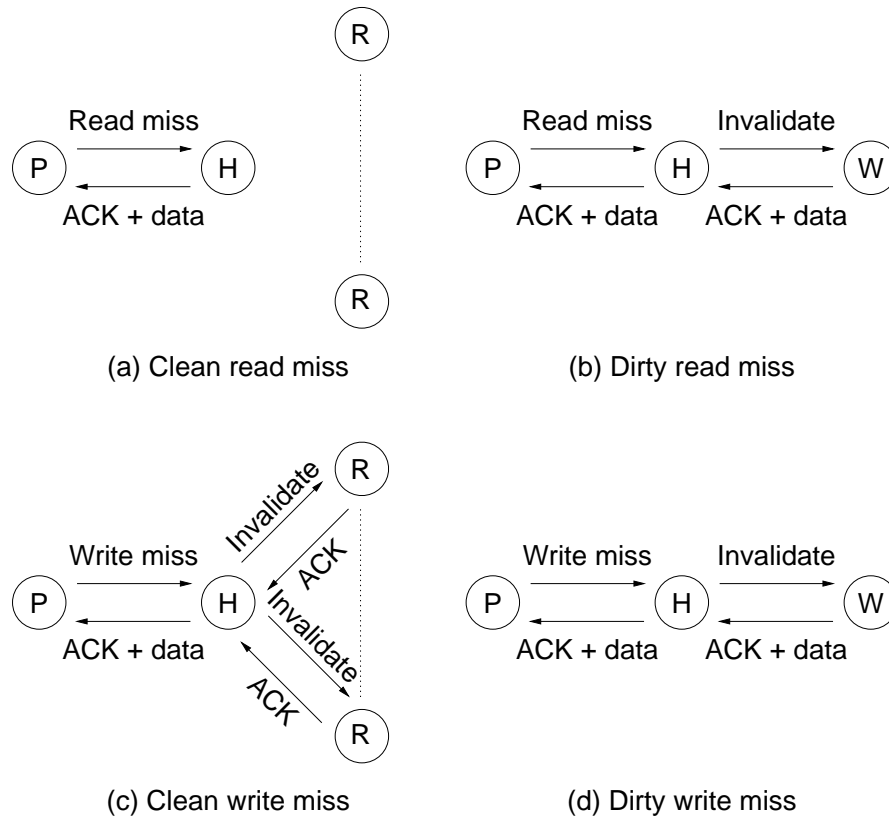 R
Read miss
P
H
ACK + data
R
(a) Clean read miss
Read miss
Invalidate
P
H
W
ACK + data
ACK + data
(b) Dirty read miss
R
Invalidate
ACK
Write miss
P
H
ACK + data
Invalidate
ACK
R
(c) Clean write miss
Write miss
Invalidate
P
H
W
ACK + data
ACK + data
(d) Dirty write miss